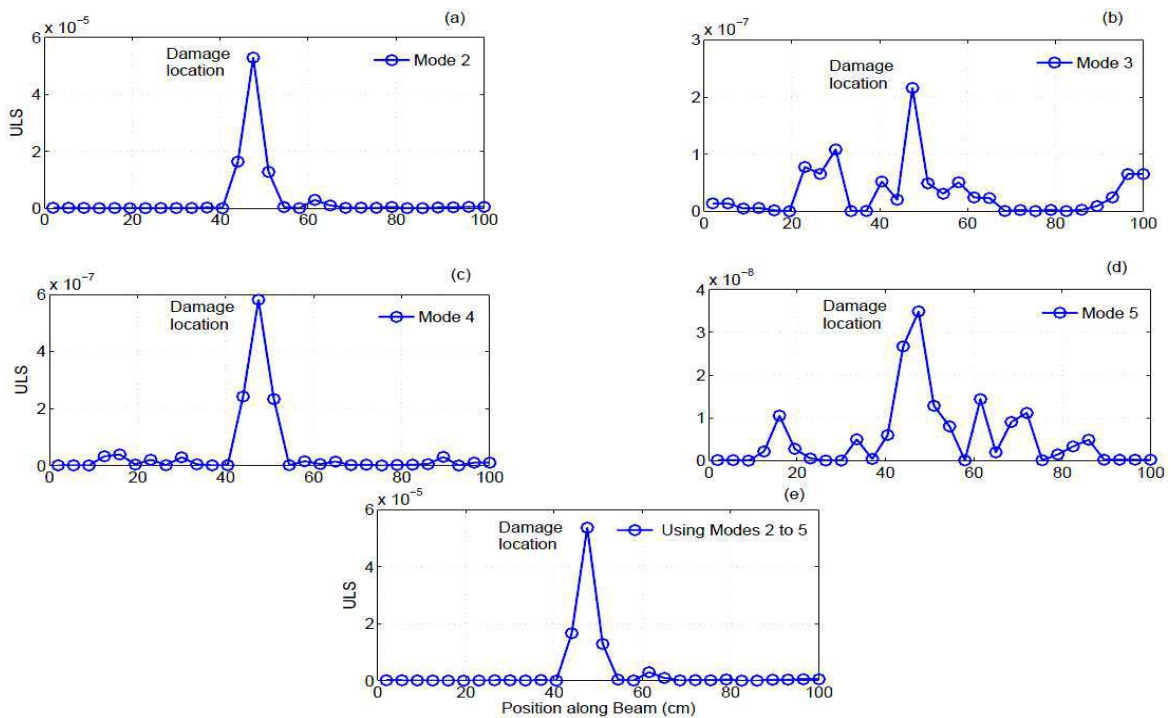 (a)
x 10⁻⁵
6
4
2
0
0 20 40 60 80 100
ULS
Damage
location
Mode 2
(b)
x 10⁻⁷
3
2
1
0
0 20 40 60 80 100
Damage
location
Mode 3
(c)
x 10⁻⁷
6
4
2
0
0 20 40 60 80 100
ULS
Damage
location
Mode 4
(d)
x 10⁻⁸
4
3
2
1
0
0 20 40 60 80 100
Damage
location
Mode 5
(e)
x 10⁻⁵
6
4
2
0
0 20 40 60 80 100
ULS
Damage
location
Using Modes 2 to 5
Position along Beam (cm)